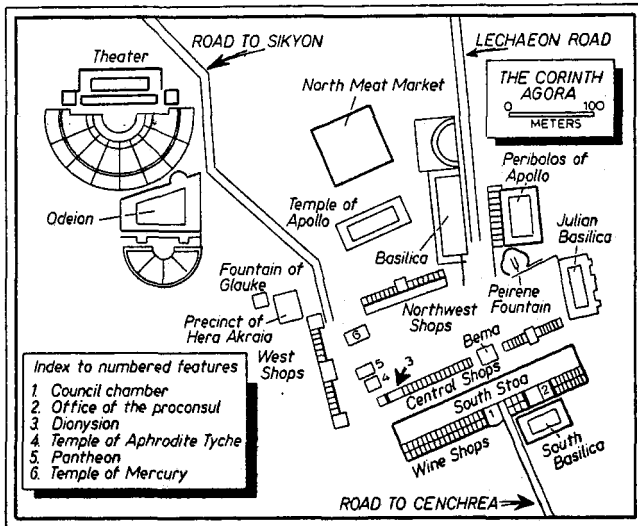 ROAD TO SIKYON
LECHAEON ROAD
Theater
THE CORINTH
AGORA
0 100
METERS
North Meat Market
Peribolos of
Apollo
Temple of
Apollo
Odeion
Julian
Basilica
Basilica
Fountain of
Glauke
Peirene
Fountain
Precinct of
Hera Akraia
Northwest
Shops
6
West
Shops
Bema
5
3
4
Central Shops
South Stoa
1
2
Wine Shops
South
Basilica
Index to numbered features
1. Council chamber
2. Office of the proconsul
3. Dionysion
4. Temple of Aphrodite Tyche
5. Pantheon
6. Temple of Mercury
ROAD TO CENCHREA